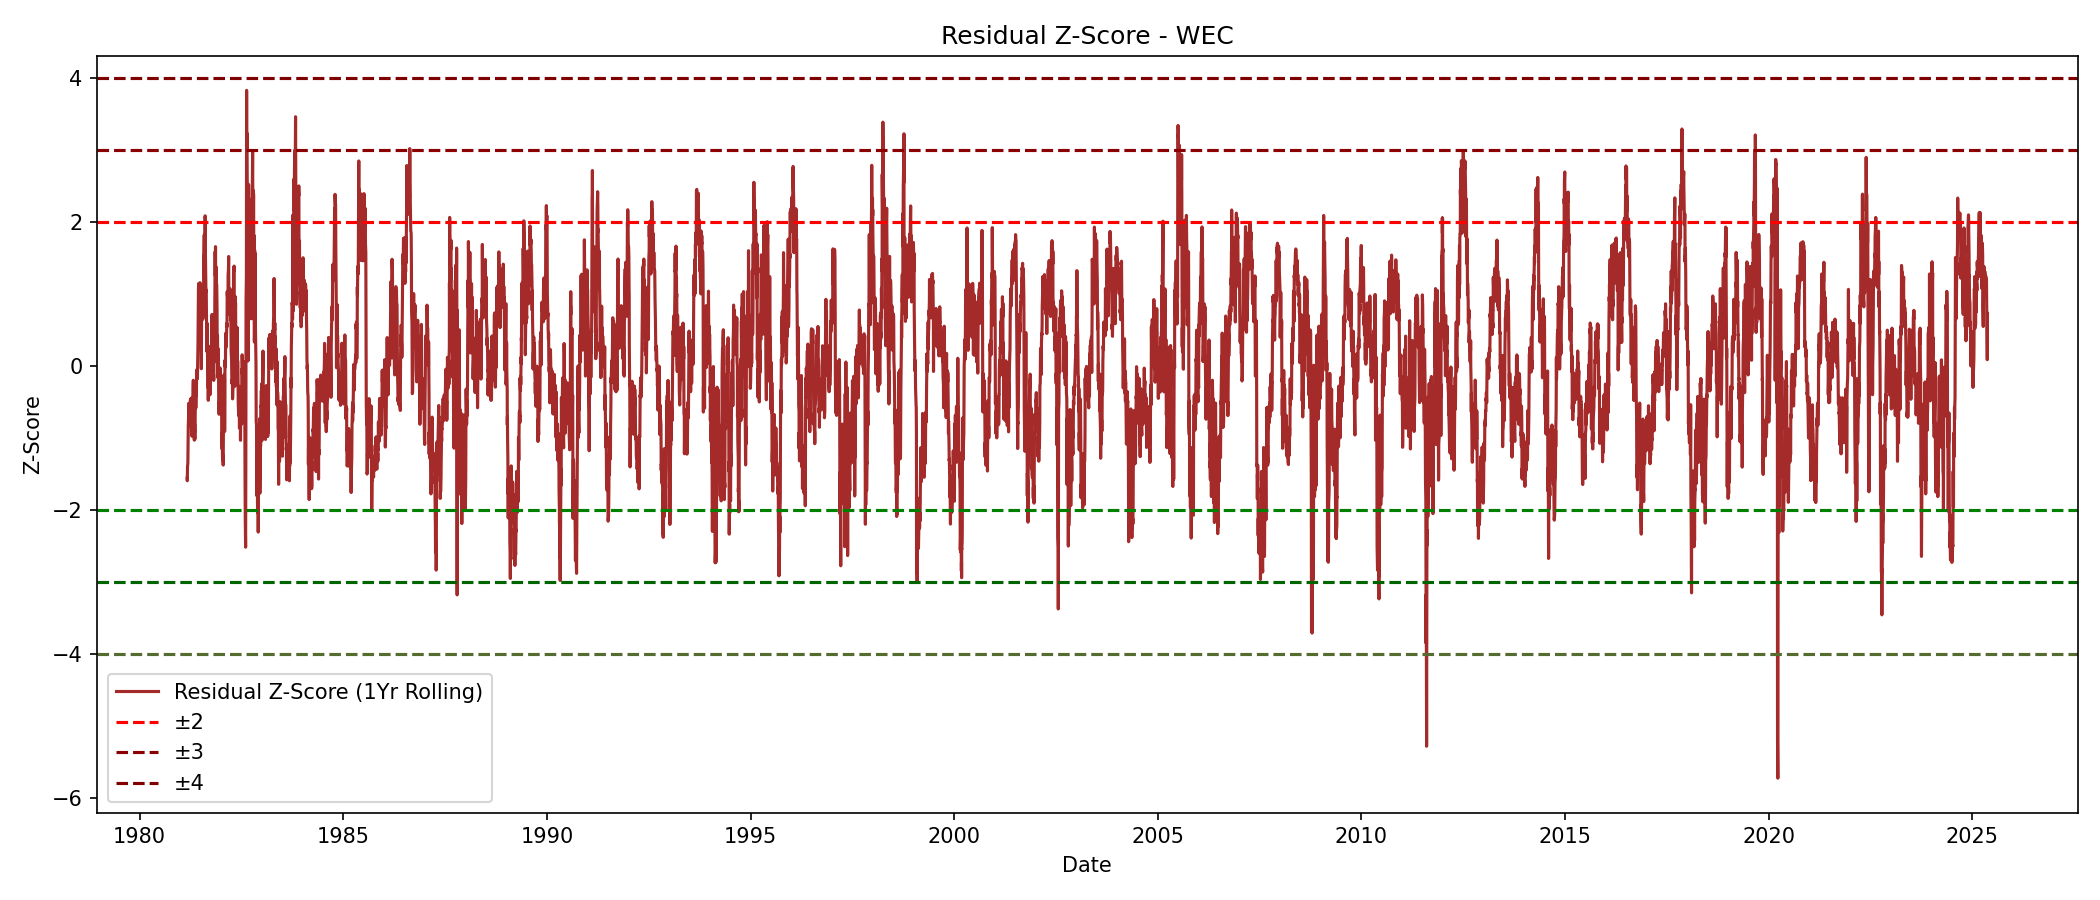 Residual Z-Score - WEC
Z-Score
4
2
0
−2
−4
−6
Residual Z-Score (1Yr Rolling)
±2
±3
±4
1980 1985 1990 1995 2000 2005 2010 2015 2020 2025
Date